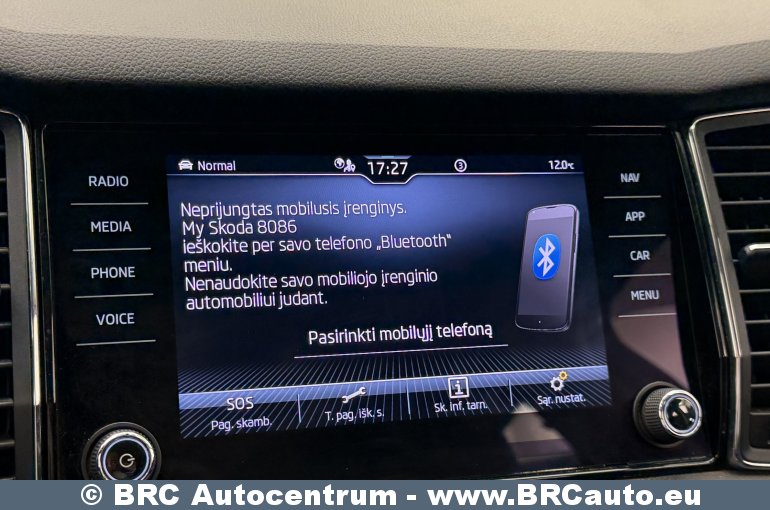 RADIO
MEDIA
PHONE
VOICE
Normal
17:27
3
12.0°C
Neprijungtas mobilusis įrenginys.
My Skoda 8086
ieškokite per savo telefono „Bluetooth“
meniu.
Nenaudokite savo mobiliojo įrenginio
automobiliui judant.
Pasirinkti mobilųjį telefoną
SOS
Pag. skamb.
T. pag. išk. s.
Sk. inf. tarn.
Sąr. nustat.
NAV
APP
CAR
MENU
© BRC Autocentrum - www.BRCauto.eu